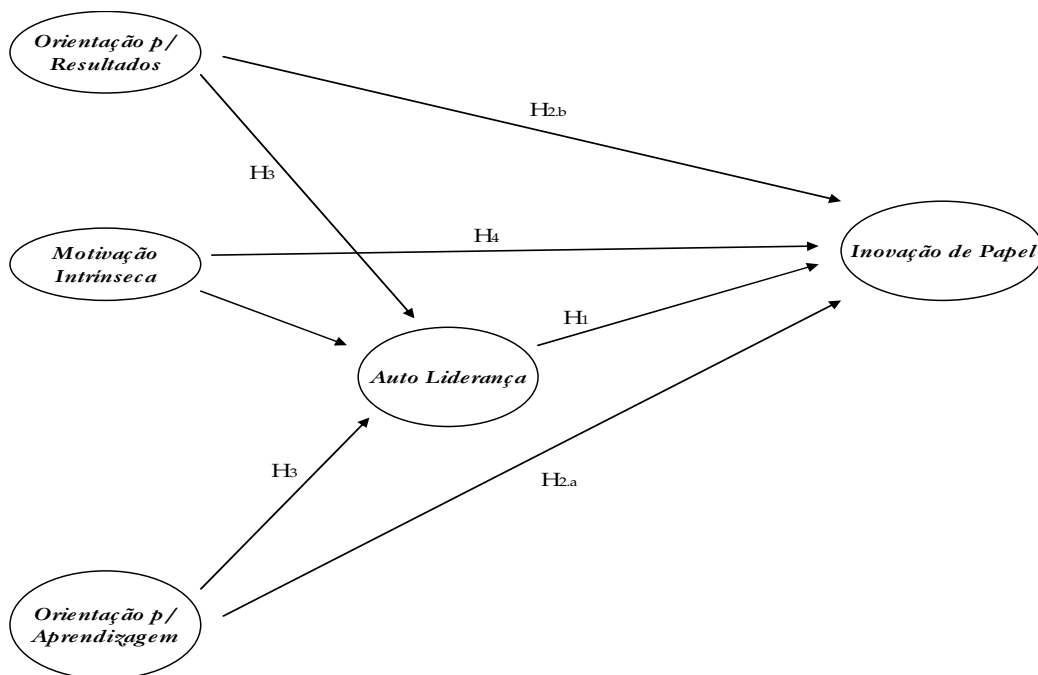 Orientação p/
Resultados
H2.b
H3
H4
Motivação
Intrínseca
Inovação de Papel
H1
Auto Liderança
H3
H2.a
Orientação p/
Aprendizagem